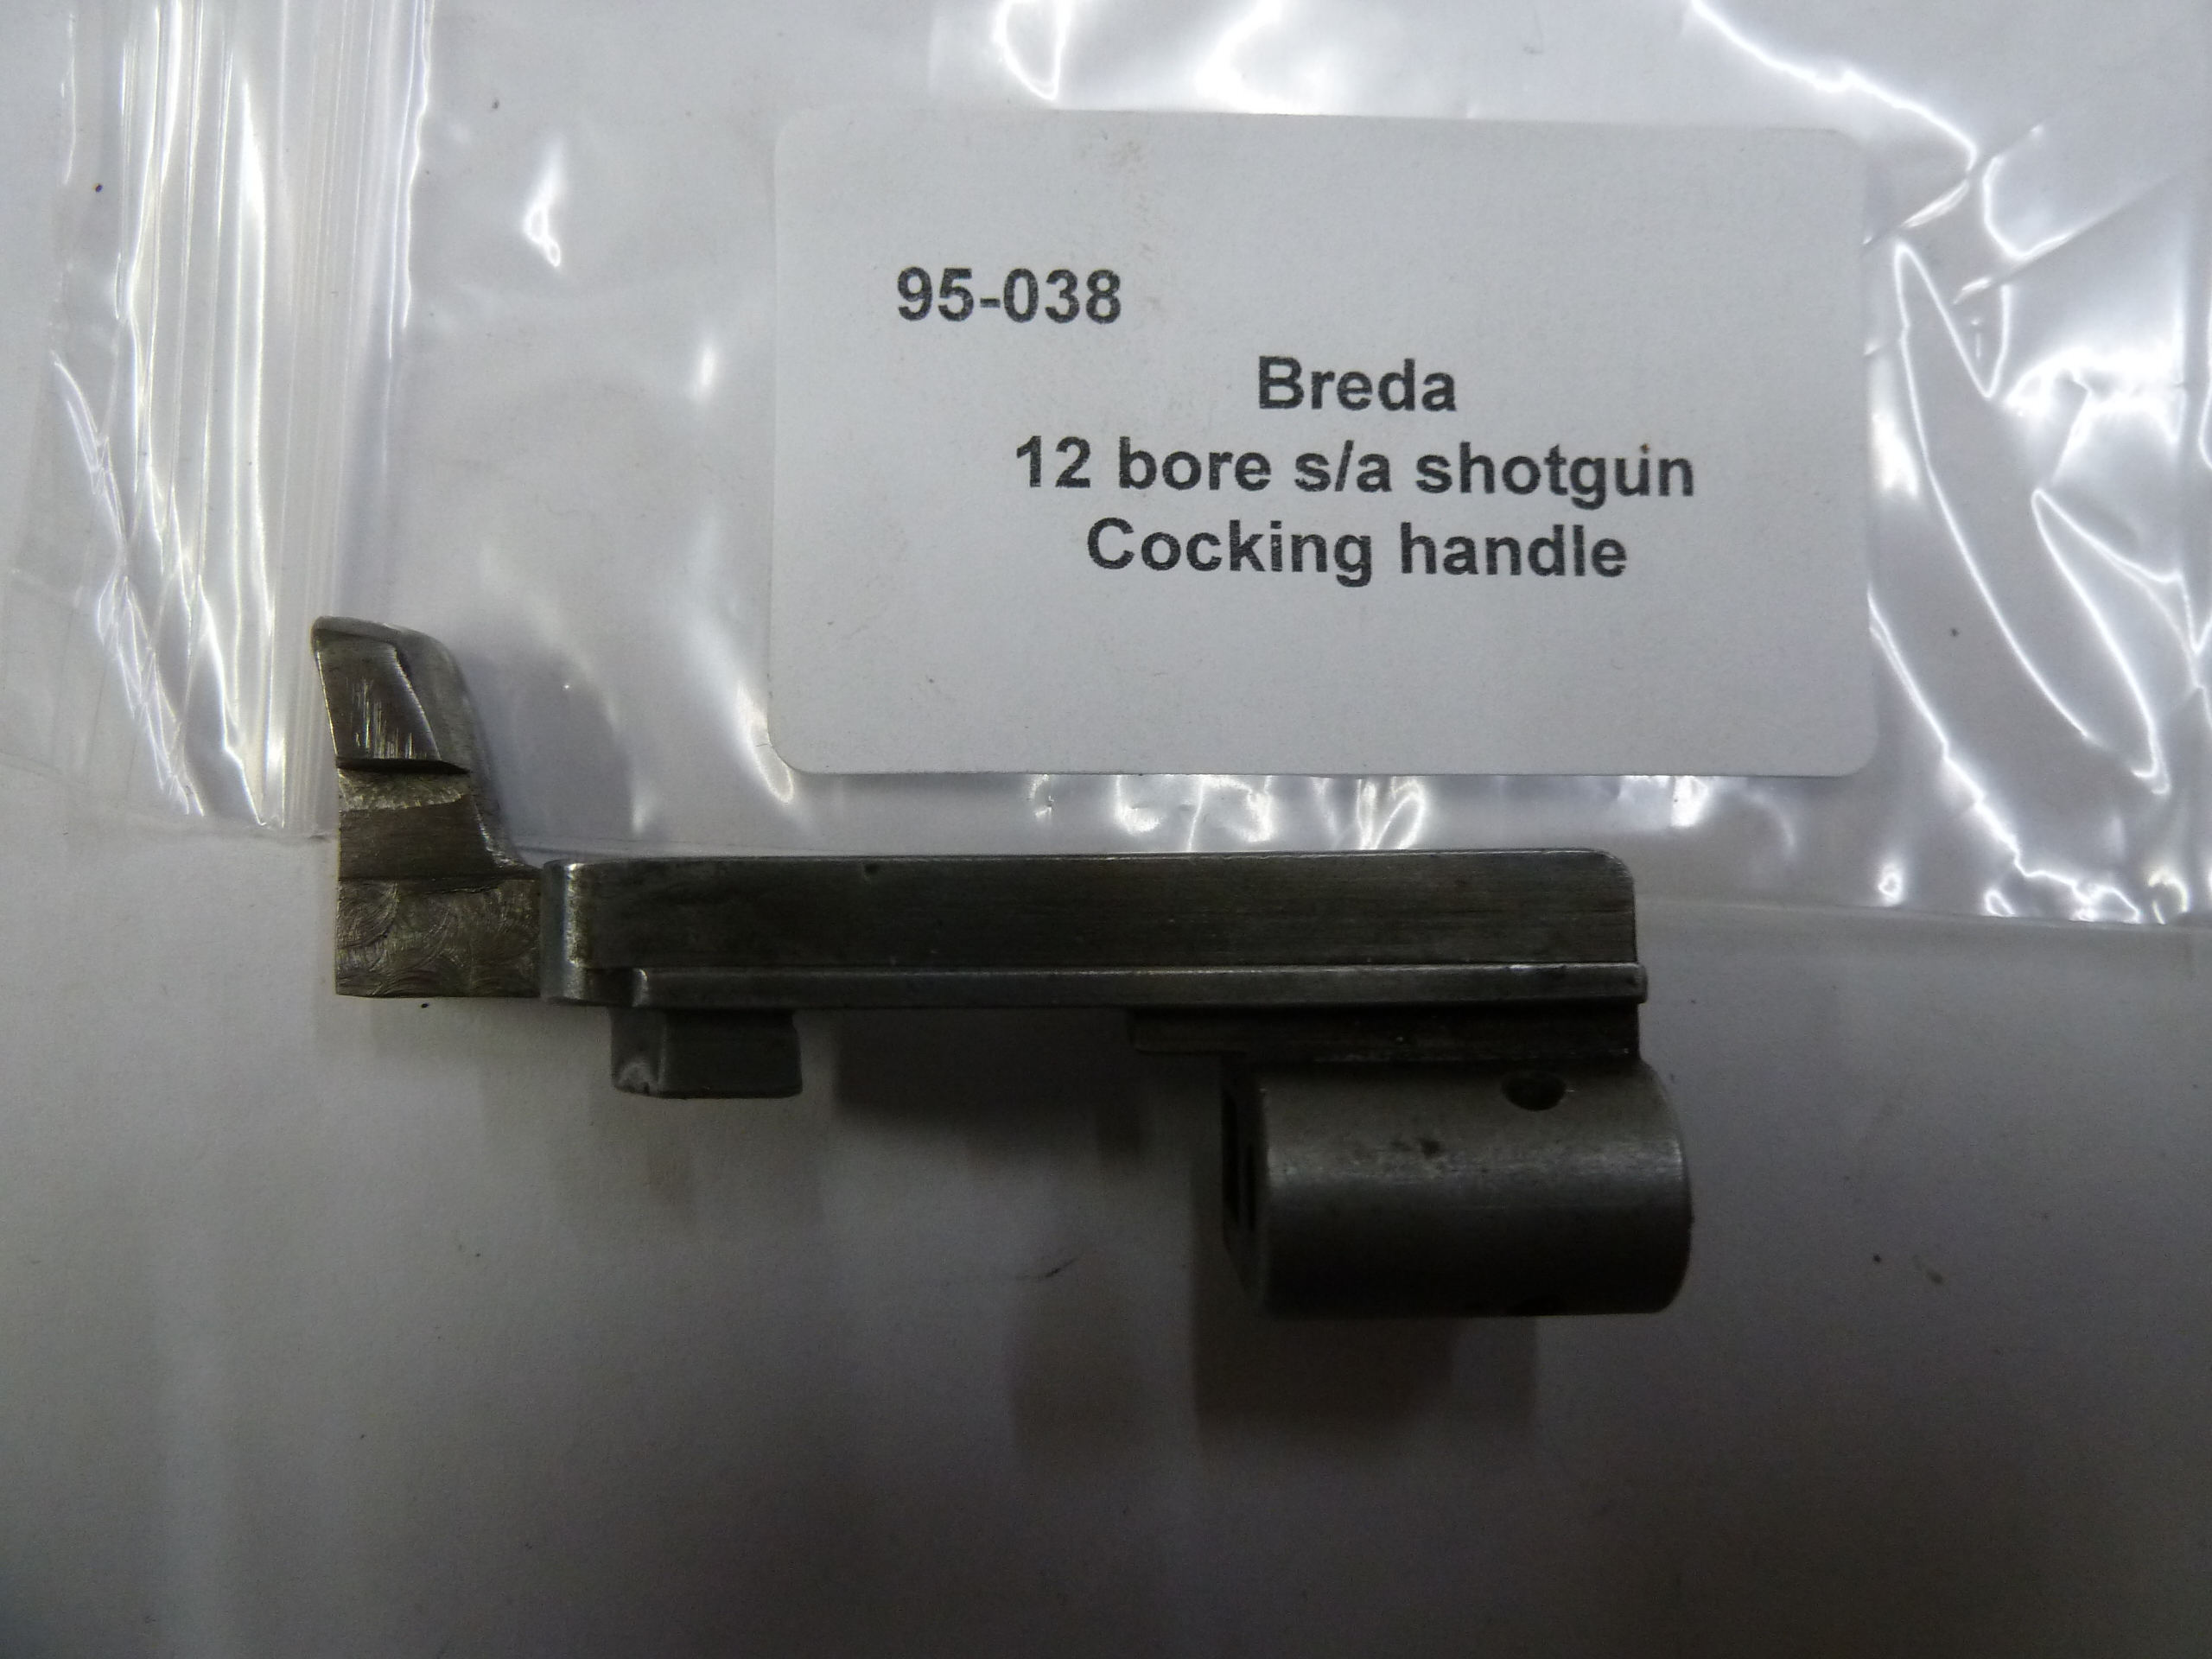 95-038
Breda
12 bore s/a shotgun
Cocking handle